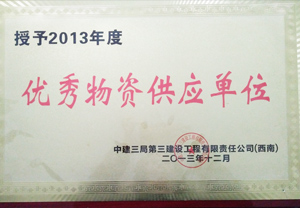 授予2013年度
优秀物资供应单位
中建三局第三建设工程有限责任公司(西南)
二〇一三年十二月